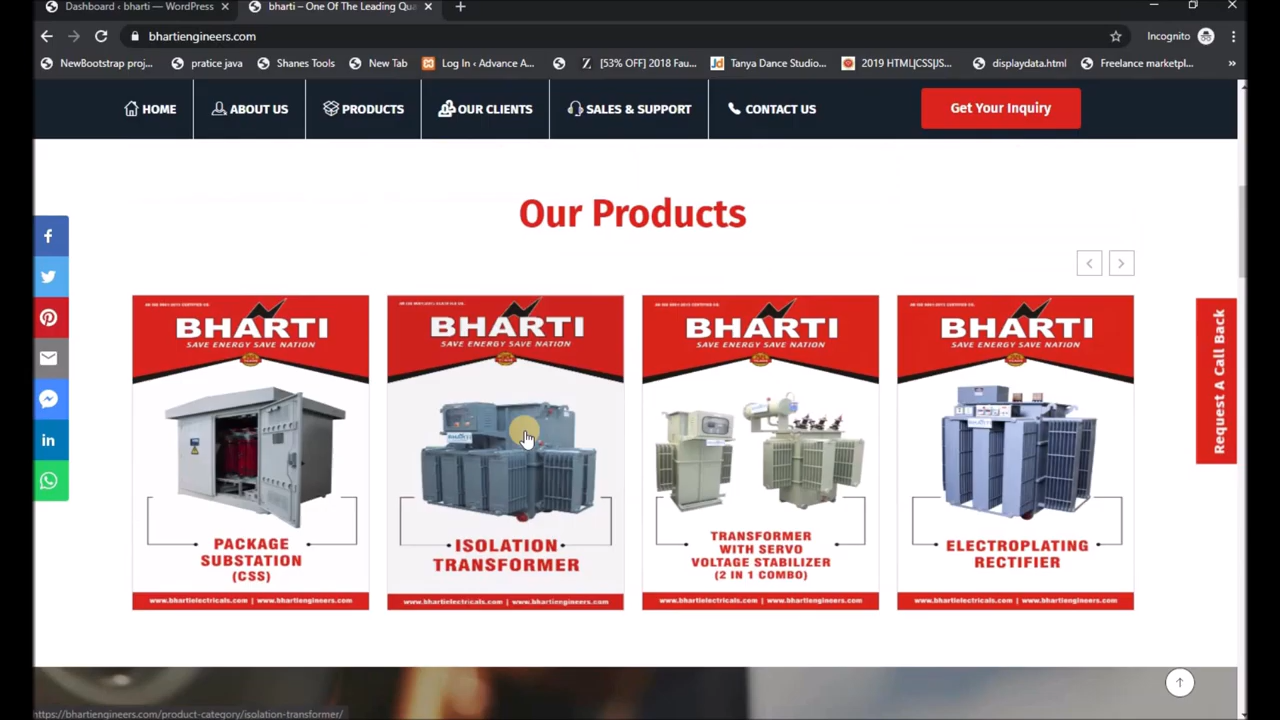 Dashboard ‹ bharti — WordPress
bharti – One Of The Leading Qua
bhartiengineers.com
Incognito
NewBootstrap proj...
pratice java
Shanes Tools
New Tab
Log In ‹ Advance A...
[53% OFF] 2018 Fau...
Tanya Dance Studio...
2019 HTML|CSS|JS...
displaydata.html
Freelance marketpl...
»
HOME
ABOUT US
PRODUCTS
OUR CLIENTS
SALES & SUPPORT
CONTACT US
Get Your Inquiry
Our Products
Request A Call Back
BHARTI
SAVE ENERGY SAVE NATION
PACKAGE
SUBSTATION
(CSS)
www.bhartielectricals.com | www.bhartiengineers.com
BHARTI
SAVE ENERGY SAVE NATION
ISOLATION
TRANSFORMER
www.bhartielectricals.com | www.bhartiengineers.com
BHARTI
SAVE ENERGY SAVE NATION
TRANSFORMER
WITH SERVO
VOLTAGE STABILIZER
(2 IN 1 COMBO)
www.bhartielectricals.com | www.bhartiengineers.com
BHARTI
SAVE ENERGY SAVE NATION
ELECTROPLATING
RECTIFIER
www.bhartielectricals.com | www.bhartiengineers.com
https://bhartiengineers.com/product-category/isolation-transformer/